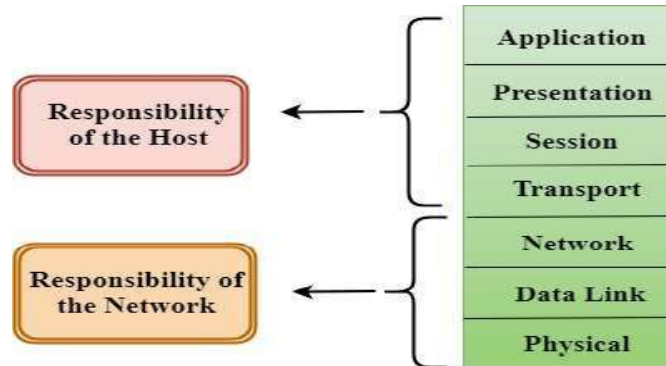 Responsibility
of the Host
Responsibility of
the Network
Application
Presentation
Session
Transport
Network
Data Link
Physical